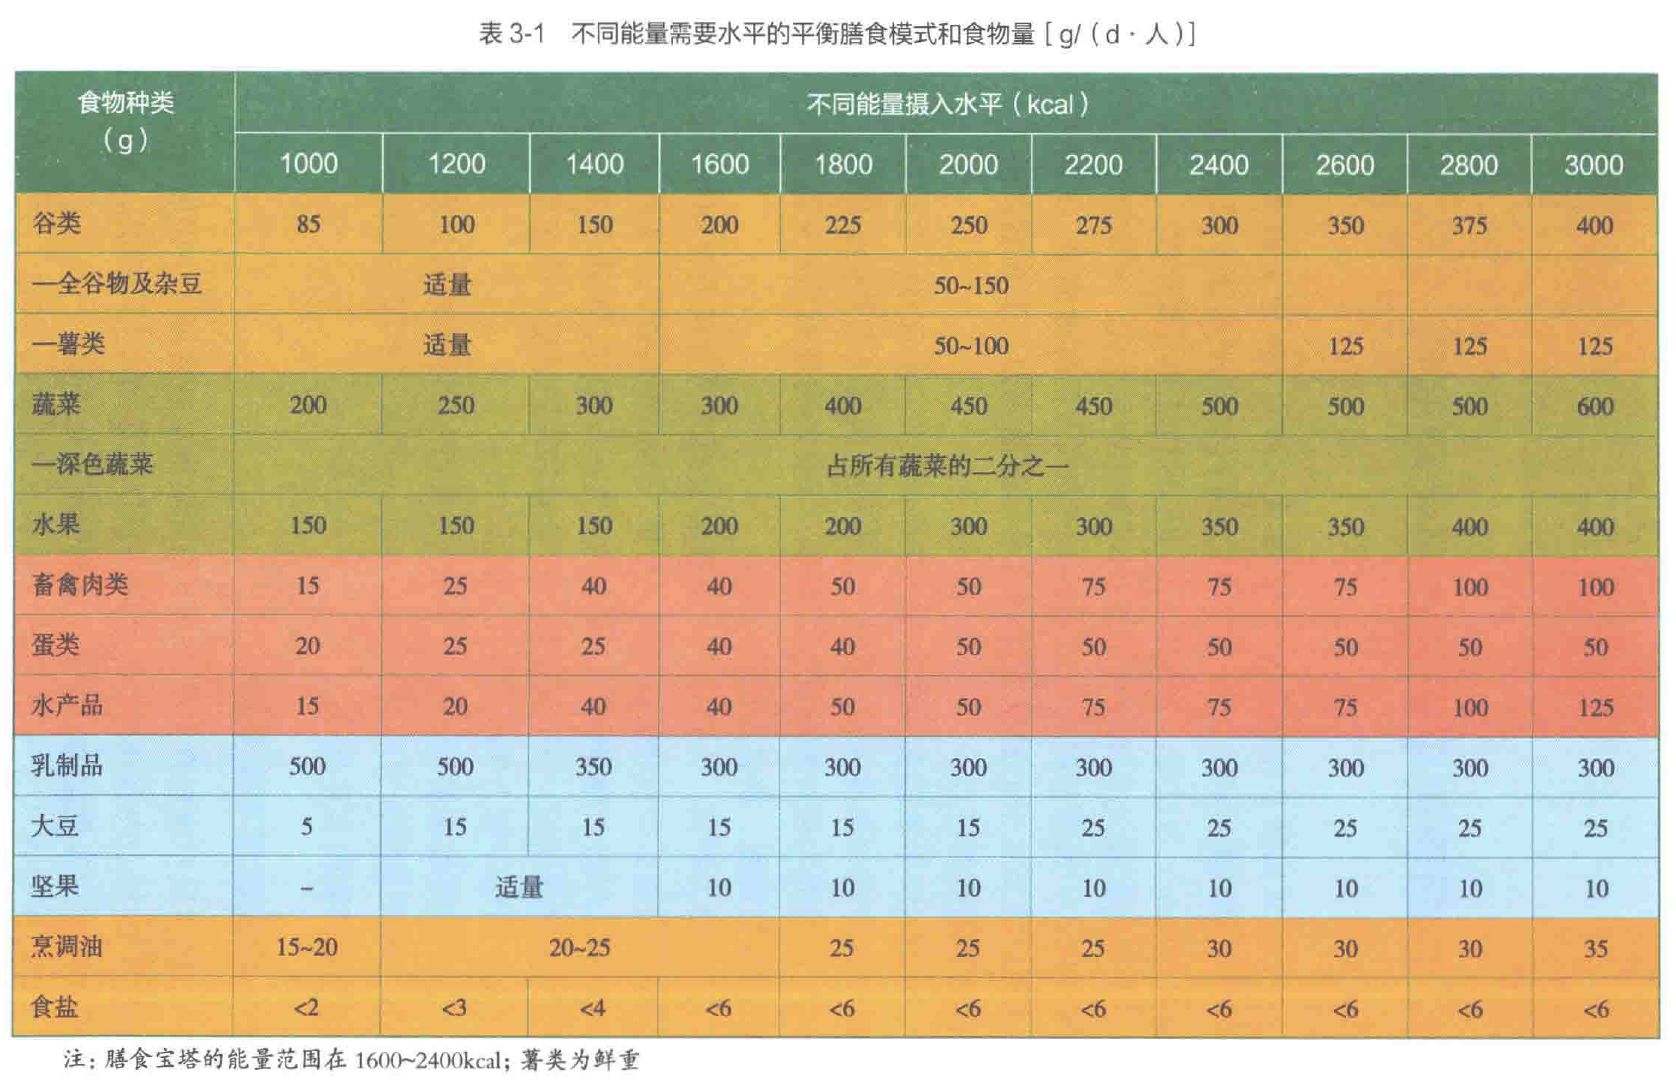 表 3-1 不同能量需要水平的平衡膳食模式和食物量 [ g/ ( d · 人 ) ]
食物种类 (g) 不同能量摄入水平 ( kcal )
1000 1200 1400 1600 1800 2000 2200 2400 2600 2800 3000
谷类 85 100 150 200 225 250 275 300 350 375 400
—全谷物及杂豆 适量 50~150
—薯类 适量 50~100 125 125 125
蔬菜 200 250 300 300 400 450 450 500 500 500 600
—深色蔬菜 占所有蔬菜的二分之一
水果 150 150 150 200 200 300 300 350 350 400 400
畜禽肉类 15 25 40 40 50 50 75 75 75 100 100
蛋类 20 25 25 40 40 50 50 50 50 50 50
水产品 15 20 40 40 50 50 75 75 75 100 125
乳制品 500 500 350 300 300 300 300 300 300 300 300
大豆 5 15 15 15 15 15 25 25 25 25 25
坚果 – 适量 10 10 10 10 10 10 10 10
烹调油 15~20 20~25 25 25 25 30 30 30 35
食盐 <2 <3 <4 <6 <6 <6 <6 <6 <6 <6 <6
注: 膳食宝塔的能量范围在 1600~2400kcal; 薯类为鲜重